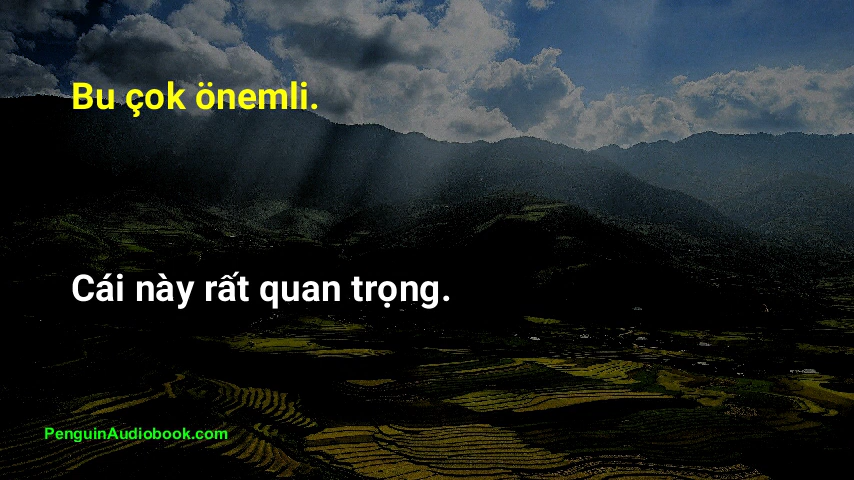 Bu çok önemli.
Cái này rất quan trọng.
PenguinAudiobook.com